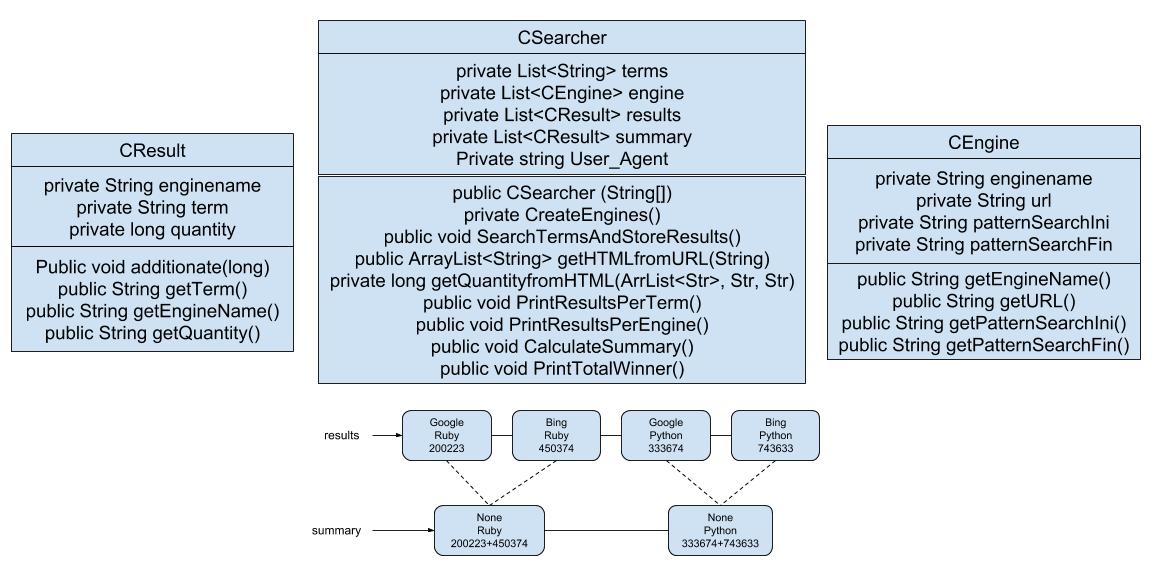 CSearcher
private List<String> terms
private List<CEngine> engine
private List<CResult> results
private List<CResult> summary
Private string User_Agent
public CSearcher (String[])
private CreateEngines()
public void SearchTermsAndStoreResults()
public ArrayList<String> getHTMLfromURL(String)
private long getQuantityfromHTML(ArrList<Str>, Str, Str)
public void PrintResultsPerTerm()
public void PrintResultsPerEngine()
public void CalculateSummary()
public void PrintTotalWinner()
CResult
private String enginename
private String term
private long quantity
Public void additionate(long)
public String getTerm()
public String getEngineName()
public String getQuantity()
CEngine
private String enginename
private String url
private String patternSearchIni
private String patternSearchFin
public String getEngineName()
public String getURL()
public String getPatternSearchIni()
public String getPatternSearchFin()
results
Google
Ruby
200223
Bing
Ruby
450374
Google
Python
333674
Bing
Python
743633
summary
None
Ruby
200223+450374
None
Python
333674+743633